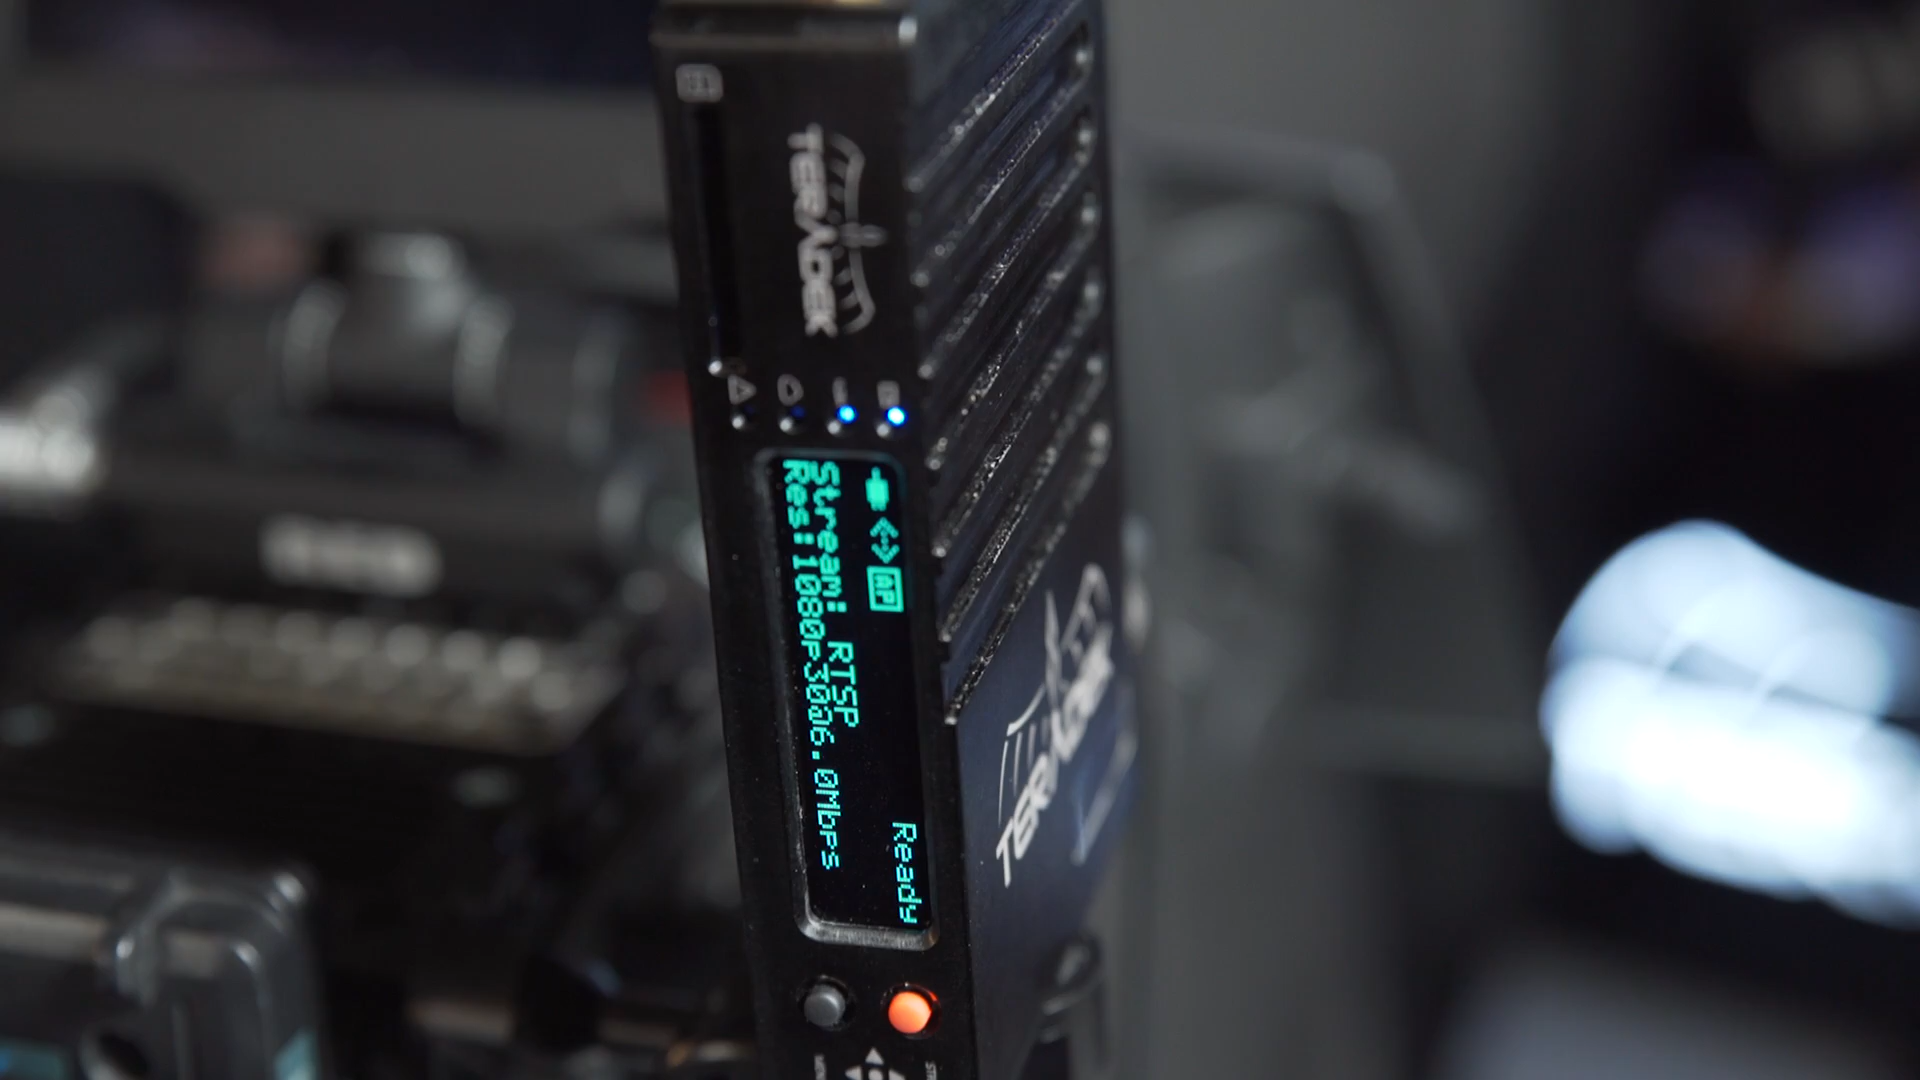 TERADEK
AP
Ready
Stream: RTSP
Res:1080p30@6.0Mbps
TERADEK